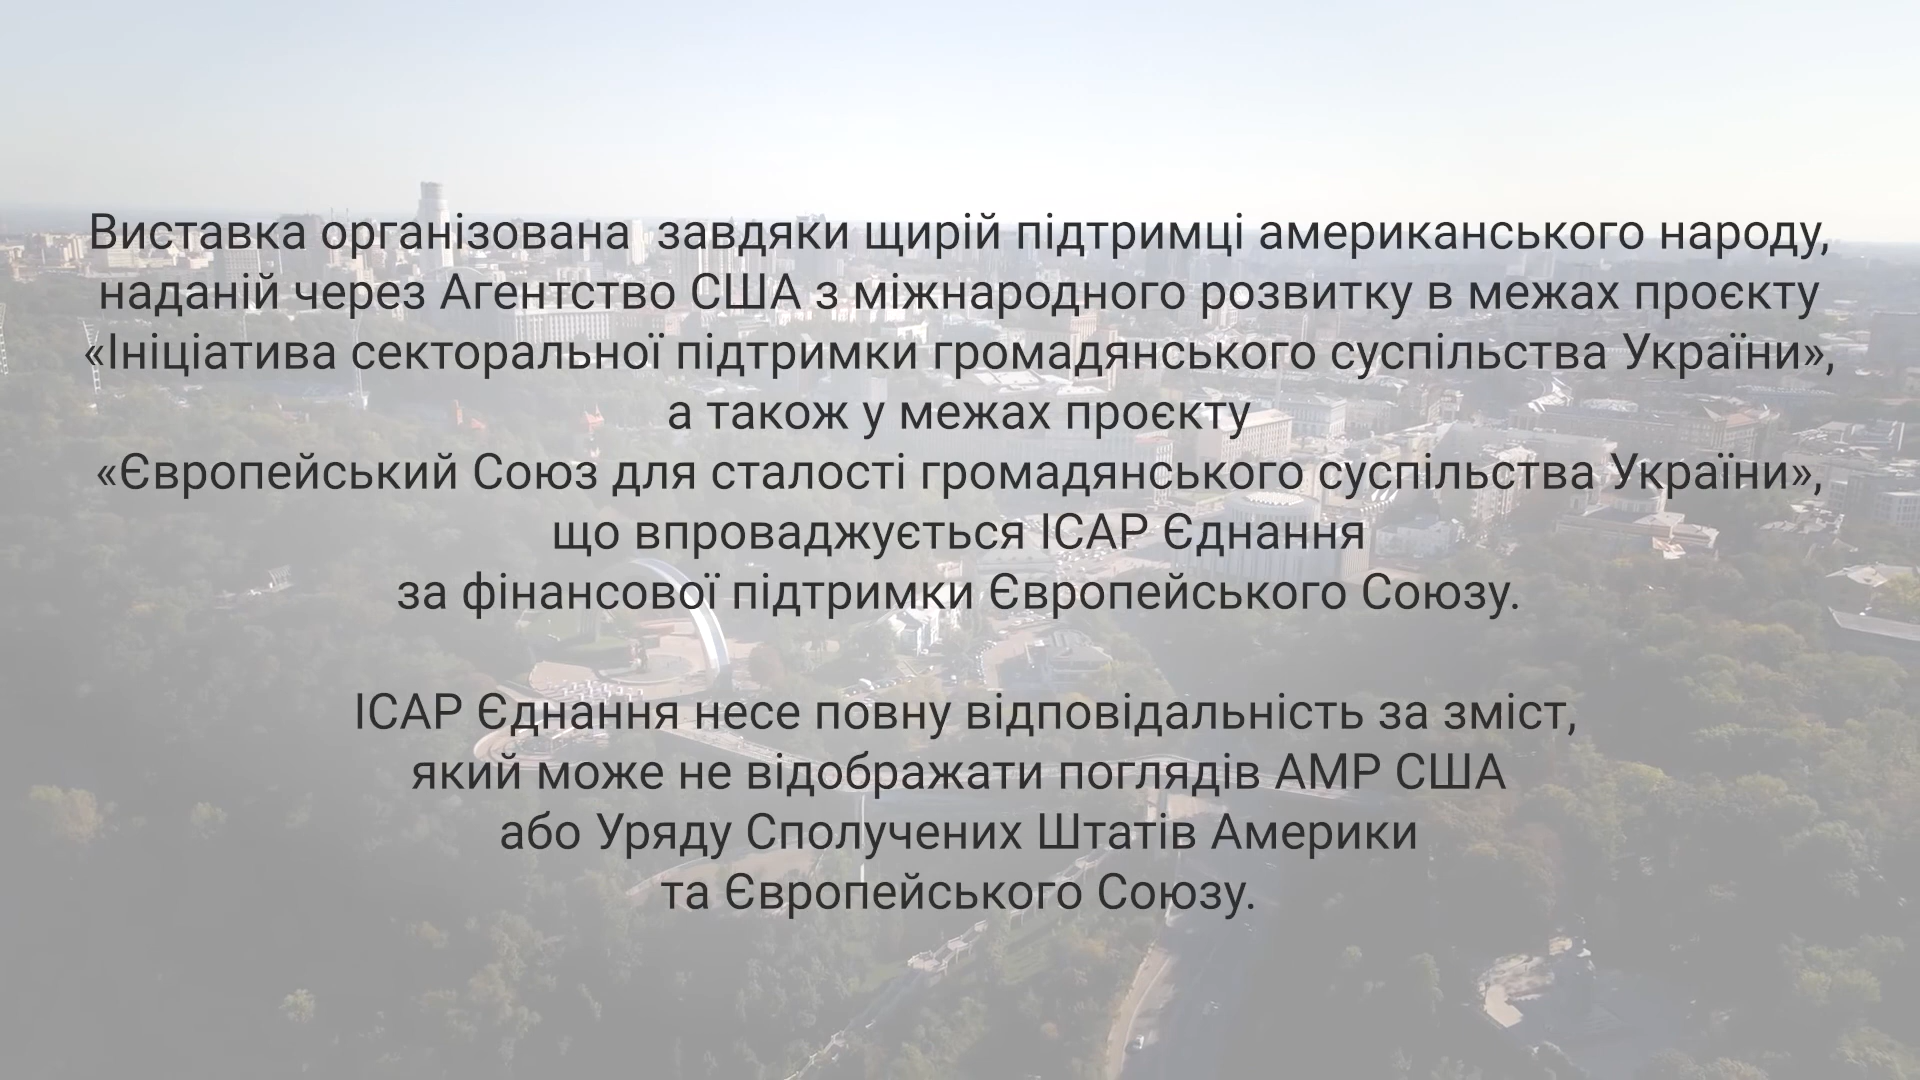 Виставка організована завдяки щирій підтримці американського народу,
наданій через Агентство США з міжнародного розвитку в межах проєкту
«Ініціатива секторальної підтримки громадянського суспільства України»,
а також у межах проєкту
«Європейський Союз для сталості громадянського суспільства України»,
що впроваджується ІСАР Єднання
за фінансової підтримки Європейського Союзу.
ІСАР Єднання несе повну відповідальність за зміст,
який може не відображати поглядів АМР США
або Уряду Сполучених Штатів Америки
та Європейського Союзу.